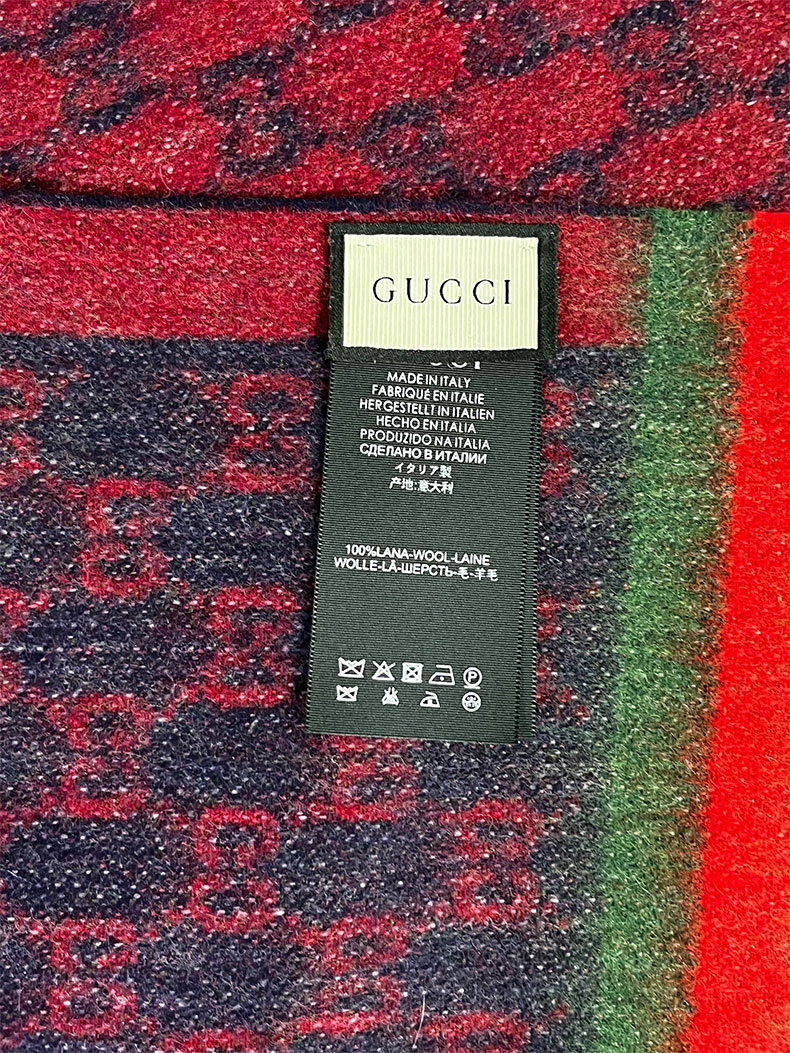 GUCCI
MADE IN ITALY
FABRIQUÉ EN ITALIE
HERGESTELLT IN ITALIEN
HECHO EN ITALIA
PRODUZIDO NA ITALIA
СДЕЛАНО В ИТАЛИИ
イタリア製
产地:意大利
100%LANA-WOOL-LAINE
WOLLE-LÃ-ШЕРСТЬ-毛-羊毛